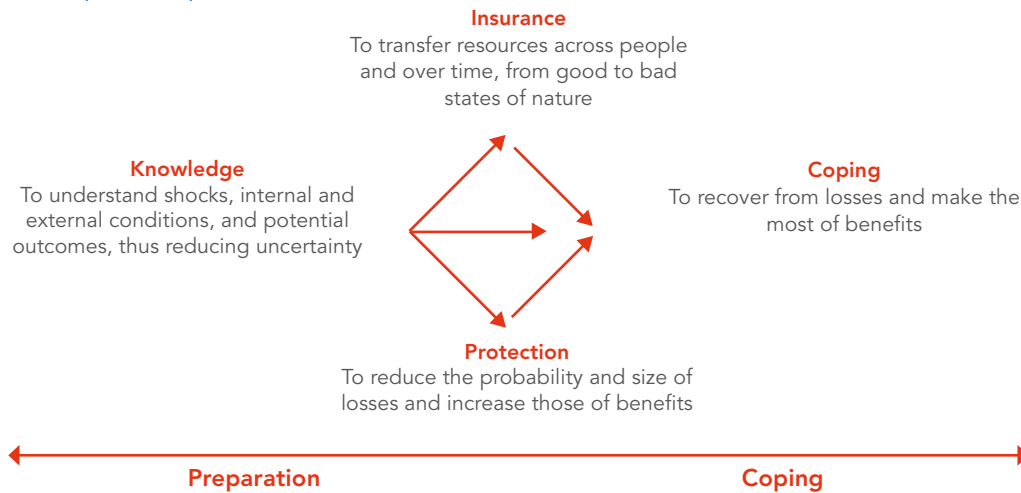 Insurance
To transfer resources across people
and over time, from good to bad
states of nature
Knowledge
To understand shocks, internal and
external conditions, and potential
outcomes, thus reducing uncertainty
Coping
To recover from losses and make the
most of benefits
Protection
To reduce the probability and size of
losses and increase those of benefits
Preparation
Coping